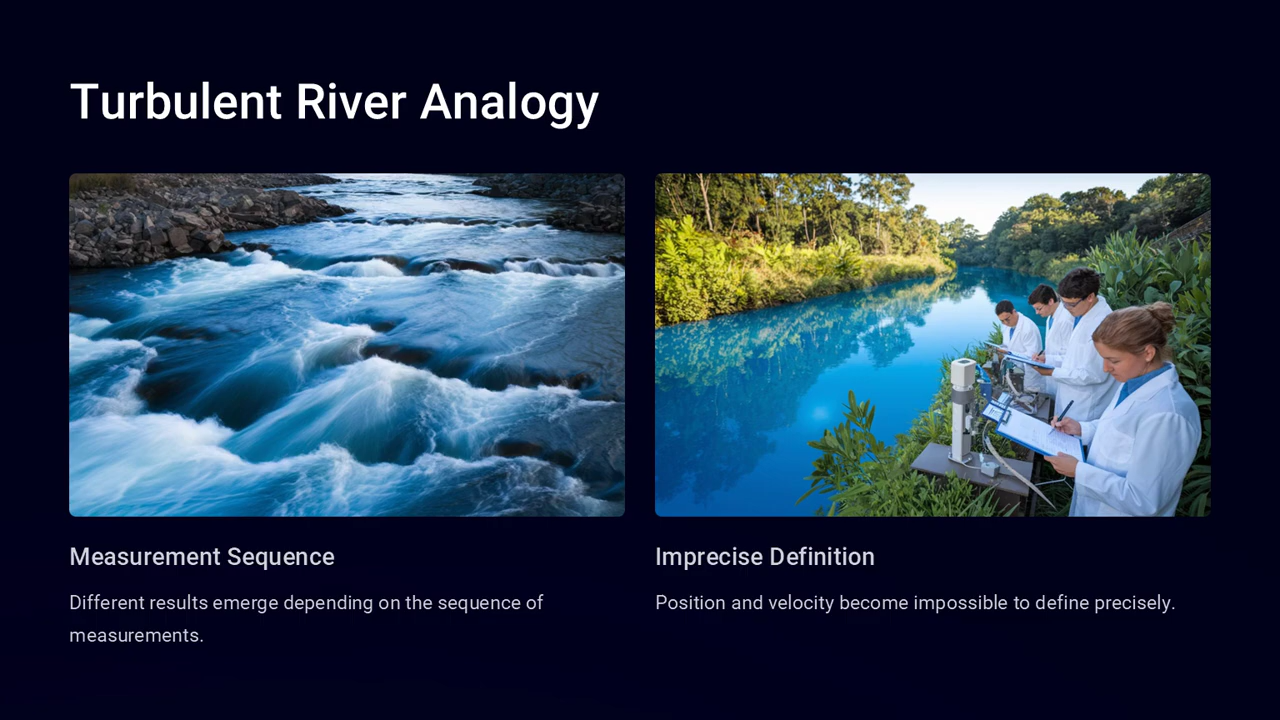 Turbulent River Analogy
Measurement Sequence
Different results emerge depending on the sequence of
measurements.
Imprecise Definition
Position and velocity become impossible to define precisely.